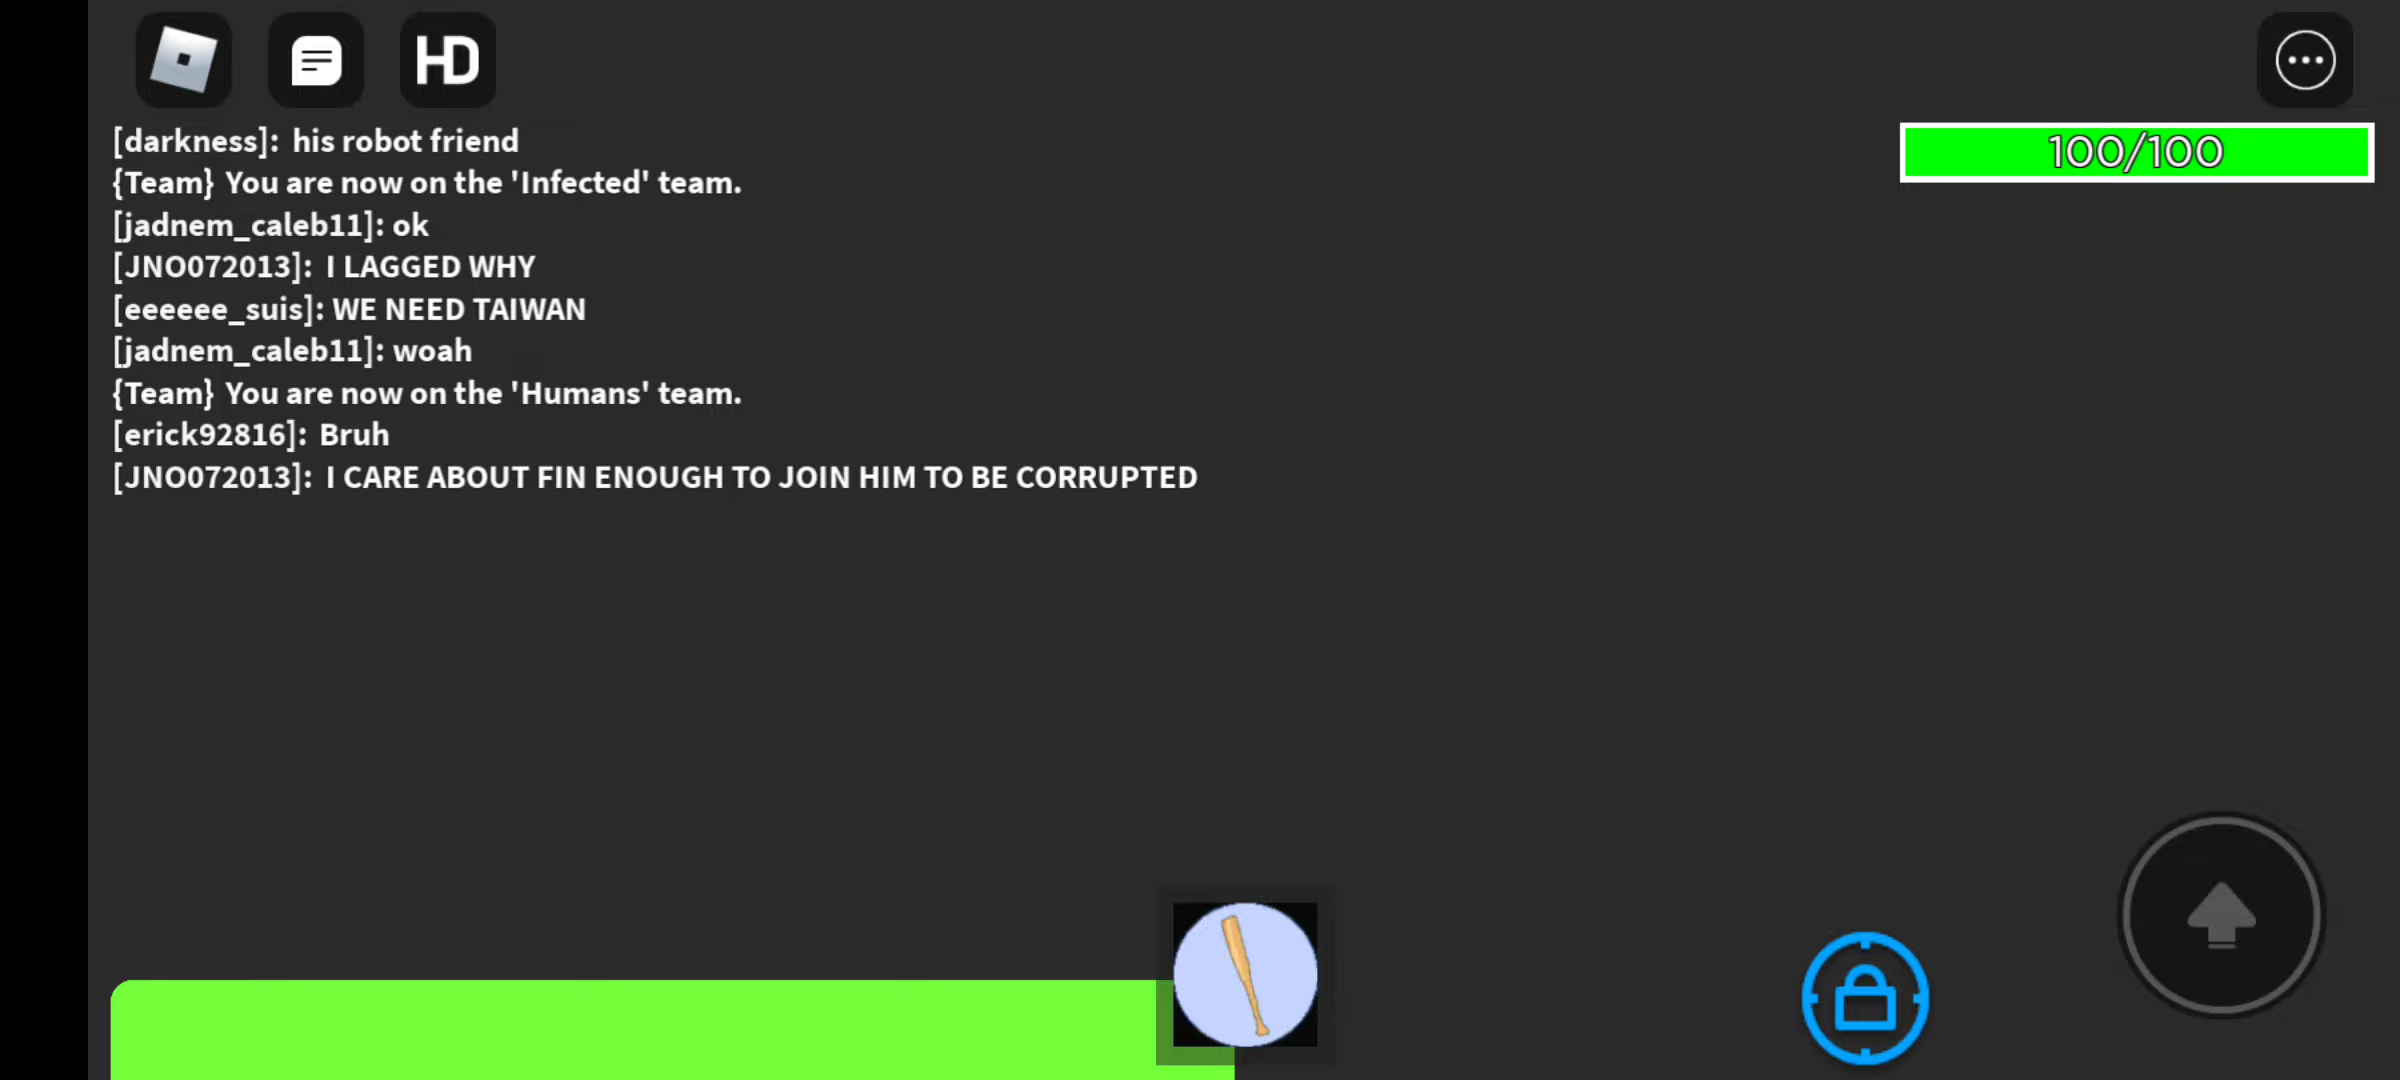 HD
[darkness]: his robot friend
100/100
{Team} You are now on the 'Infected' team.
[jadnem_caleb11]: ok
[JNO072013]: I LAGGED WHY
[eeeeee_suis]: WE NEED TAIWAN
[jadnem_caleb11]: woah
{Team} You are now on the 'Humans' team.
[erick92816]: Bruh
[JNO072013]: I CARE ABOUT FIN ENOUGH TO JOIN HIM TO BE CORRUPTED